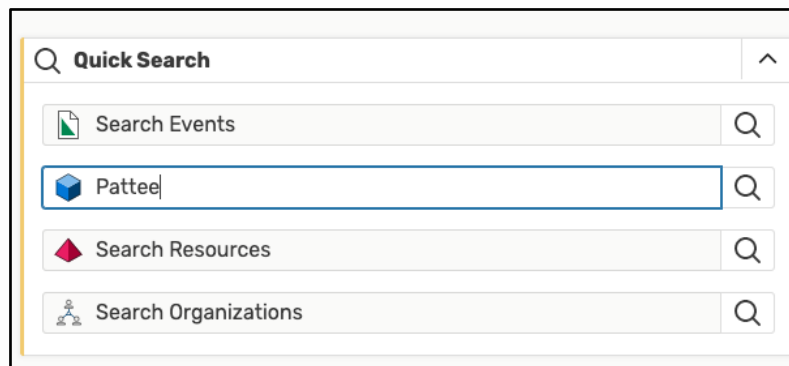 Quick Search
Search Events
Pattee
Search Resources
Search Organizations